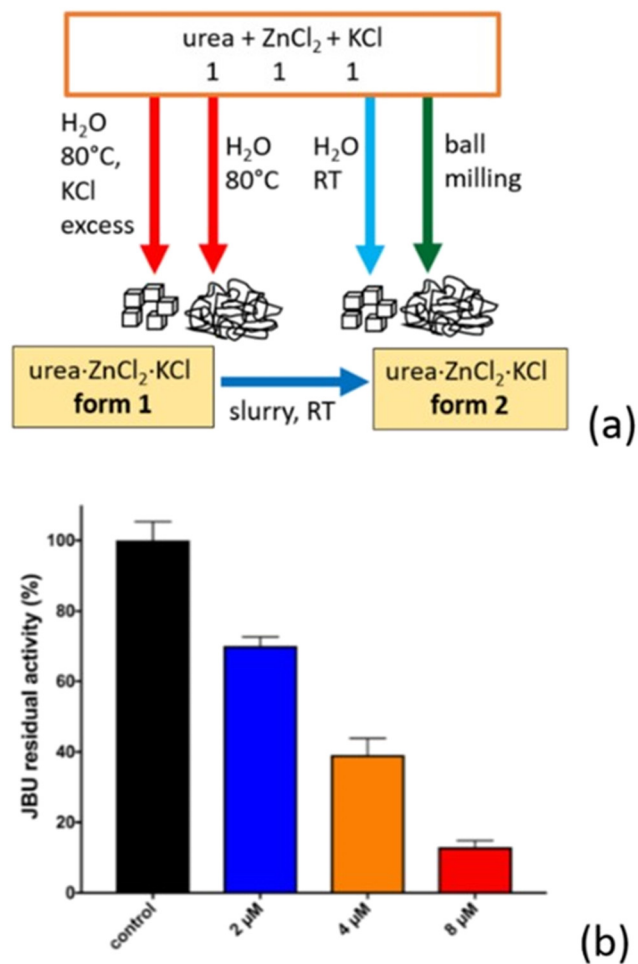 urea + ZnCl₂ + KCl
1 1 1
H₂O
80°C,
KCl
excess
H₂O
80°C
H₂O
RT
ball
milling
urea·ZnCl₂·KCl
form 1
slurry, RT
urea·ZnCl₂·KCl
form 2
(a)
JBU residual activity (%)
100
80
60
40
20
0
control
2 µM
4 µM
8 µM
(b)